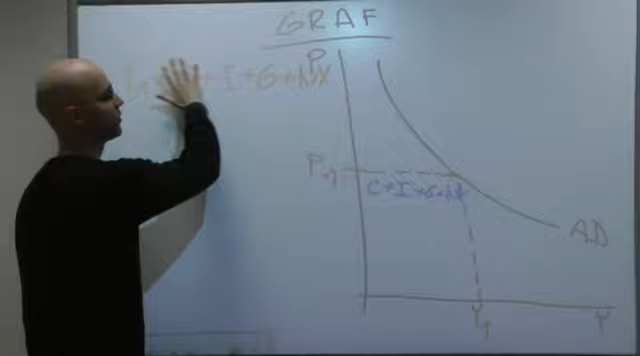 GRAF
P
+ I + G + NX
P1
C+I+G+NX
AD
Y1
Y